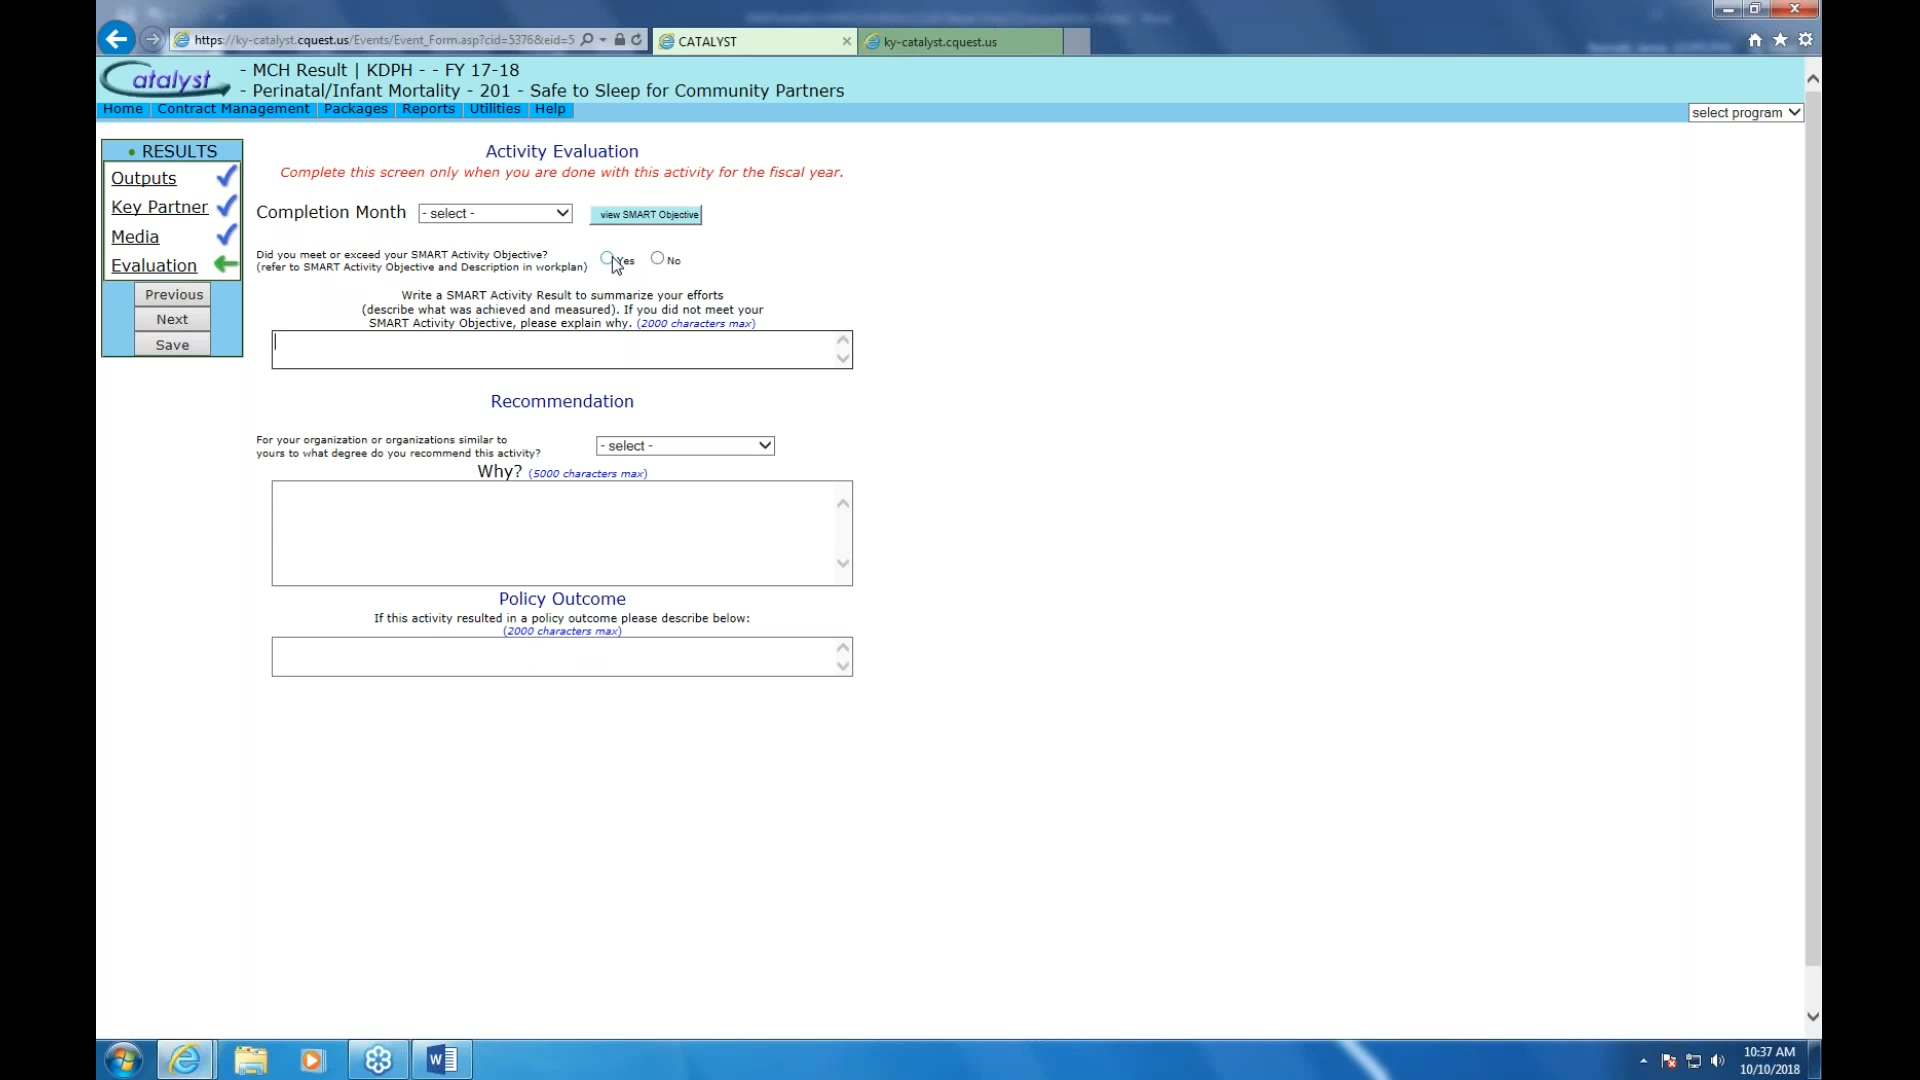 https://ky-catalyst.cquest.us/Events/Event_Form.asp?cid=5376&eid=5
CATALYST
ky-catalyst.cquest.us
Catalyst
- MCH Result | KDPH - - FY 17-18
- Perinatal/Infant Mortality - 201 - Safe to Sleep for Community Partners
Home Contract Management Packages Reports Utilities Help
select program
• RESULTS
Outputs
Key Partner
Media
Evaluation
Previous
Next
Save
Activity Evaluation
Complete this screen only when you are done with this activity for the fiscal year.
Completion Month - select - view SMART Objective
Did you meet or exceed your SMART Activity Objective?
(refer to SMART Activity Objective and Description in workplan)
Yes No
Write a SMART Activity Result to summarize your efforts
(describe what was achieved and measured). If you did not meet your
SMART Activity Objective, please explain why. (2000 characters max)
Recommendation
For your organization or organizations similar to
yours to what degree do you recommend this activity?
- select -
Why? (5000 characters max)
Policy Outcome
If this activity resulted in a policy outcome please describe below:
(2000 characters max)
10:37 AM
10/10/2018